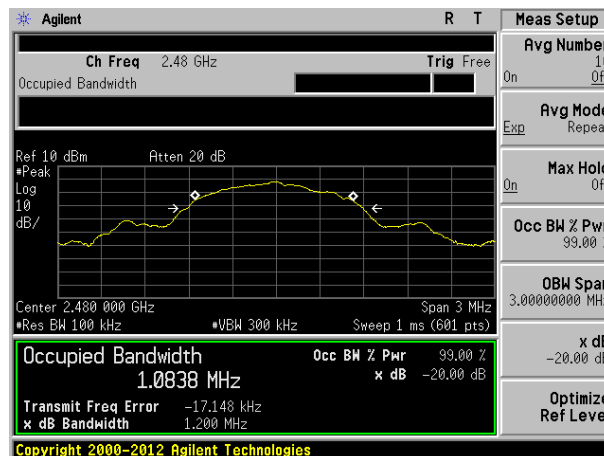 Agilent R T Meas Setup
Ch Freq 2.48 GHz Trig Free
Occupied Bandwidth
Ref 10 dBm Atten 20 dB
#Peak
Log
10
dB/
Center 2.480 000 GHz Span 3 MHz
#Res BW 100 kHz #VBW 300 kHz Sweep 1 ms (601 pts)
Occupied Bandwidth
1.0838 MHz
Occ BW % Pwr 99.00 %
x dB -20.00 dB
Transmit Freq Error -17.148 kHz
x dB Bandwidth 1.200 MHz
Copyright 2000-2012 Agilent Technologies
Avg Number
On
Avg Mode
Exp Repeat
Max Hold
On
Occ BW % Pwr
99.00
OBW Span
3.00000000 MHz
x dB
-20.00 dB
Optimize
Ref Level